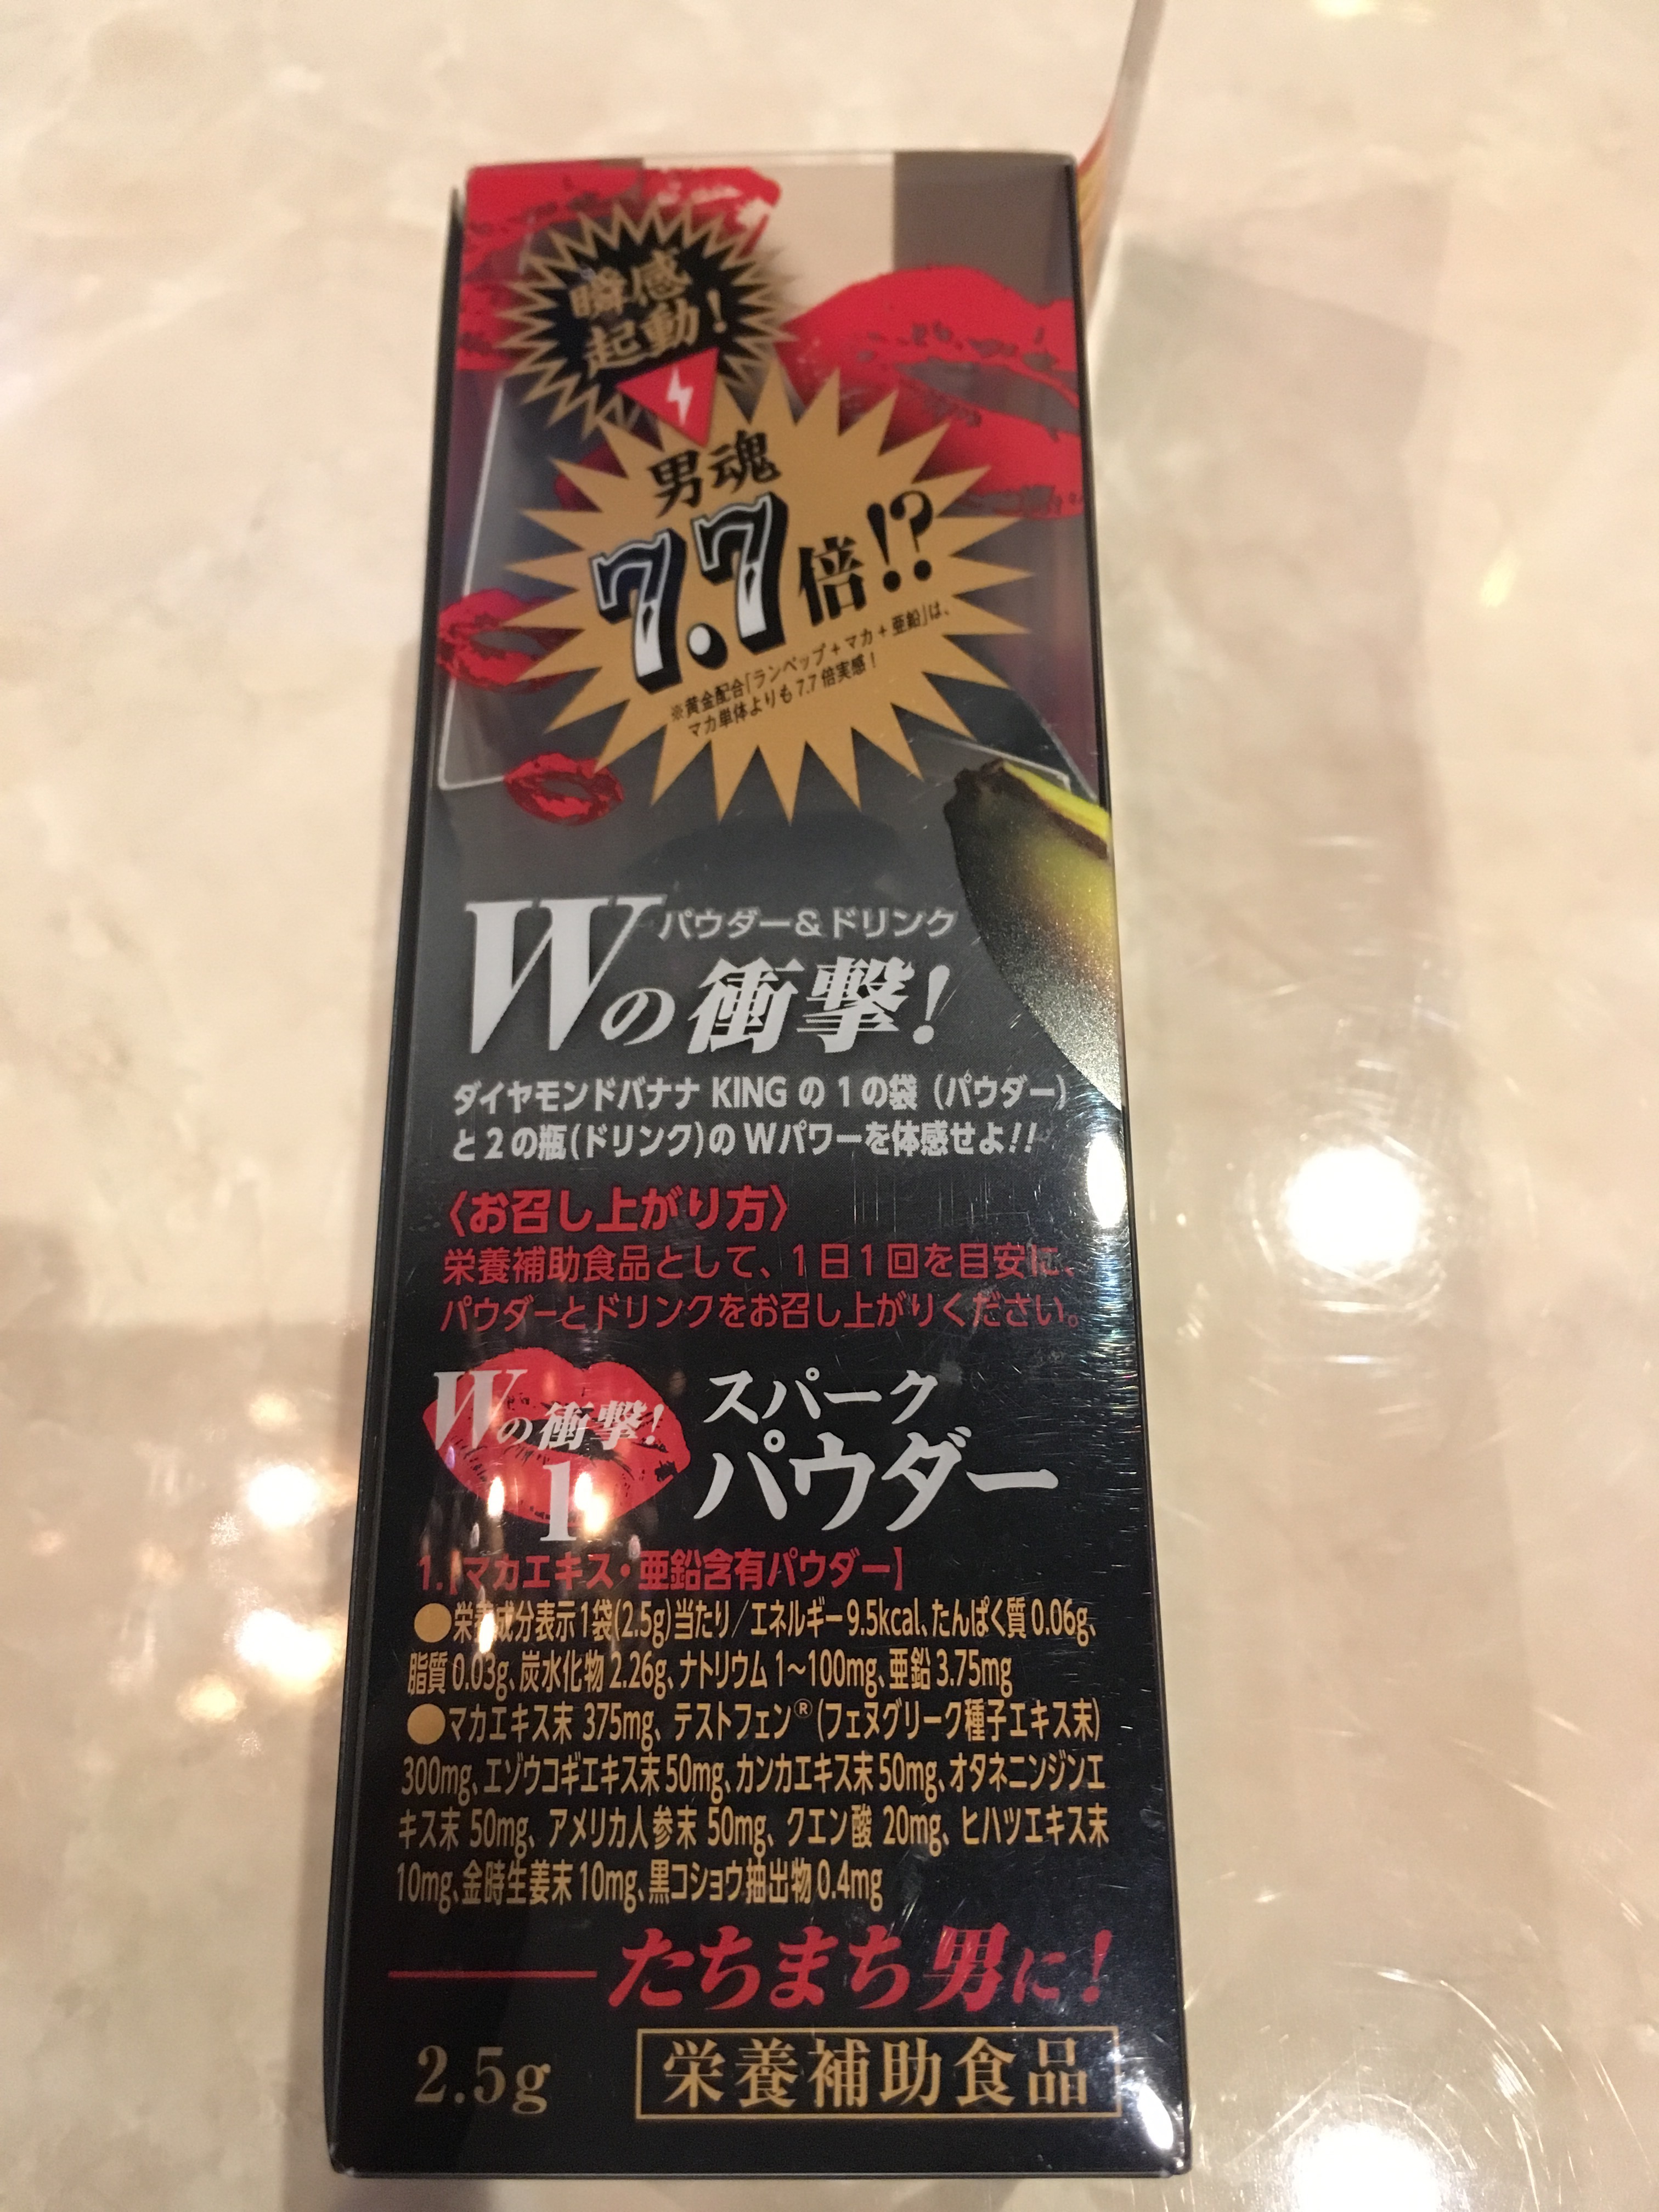 瞬感
起動！
男魂
7.7倍!?
※黄金配合「ランペップ＋マカ＋亜鉛」は、
マカ単体よりも7.7倍実感！
パウダー&ドリンク
Wの衝撃！
ダイヤモンドバナナ KING の 1 の袋（パウダー）
と2の瓶（ドリンク）のWパワーを体感せよ!!
〈お召し上がり方〉
栄養補助食品として、1日1回を目安に、
パウダーとドリンクをお召し上がりください。
Wの衝撃！
1
スパーク
パウダー
1.【マカエキス・亜鉛含有パウダー】
●栄養成分表示1袋(2.5g)当たり／エネルギー9.5kcal、たんぱく質0.06g、
脂質0.03g、炭水化物2.26g、ナトリウム1～100mg、亜鉛3.75mg
●マカエキス末 375mg、テストフェン®(フェヌグリーク種子エキス末)
300mg、エゾウコギエキス末50mg、カンカエキス末50mg、オタネニンジンエ
キス末 50mg、アメリカ人参末 50mg、クエン酸 20mg、ヒハツエキス末
10mg、金時生姜末10mg、黒コショウ抽出物0.4mg
たちまち男に！
2.5g
栄養補助食品